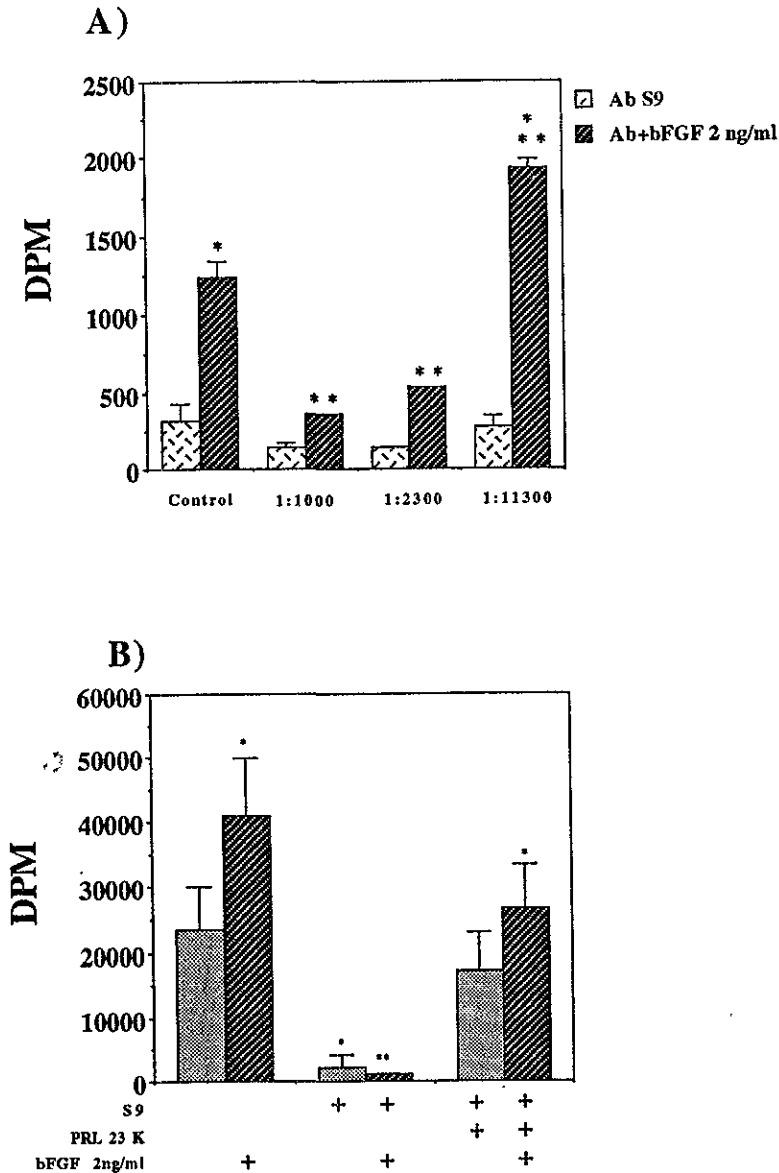 A)
2500
2000
1500
1000
500
0
DPM
Ab S9
Ab+bFGF 2 ng/ml
*
* *
* *
*
* *
Control 1:1000 1:2300 1:11300
B)
60000
50000
40000
30000
20000
10000
0
DPM
*
*
**
*
S9 + + + +
PRL 23 K + +
bFGF 2ng/ml + + +